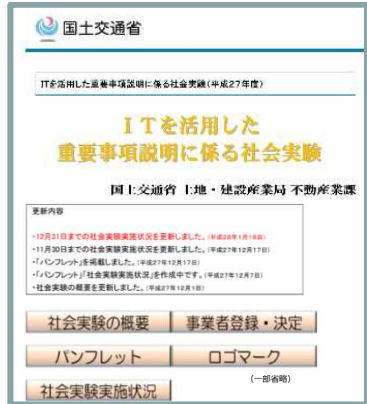 国土交通省
ITを活用した重要事項説明に係る社会実験(平成27年度)
ITを活用した
重要事項説明に係る社会実験
国土交通省 土地・建設産業局 不動産業課
更新内容
・12月31日までの社会実験実施状況を更新しました。(平成28年1月18日)
・11月30日までの社会実験実施状況を更新しました。(平成27年12月17日)
・「パンフレット」を掲載しました。(平成27年12月17日)
・「パンフレット」「社会実験実施状況」を作成中です。(平成27年12月7日)
・社会実験の概要を更新しました。(平成27年12月1日)
社会実験の概要 事業者登録・決定
パンフレット ロゴマーク
(一部省略)
社会実験実施状況